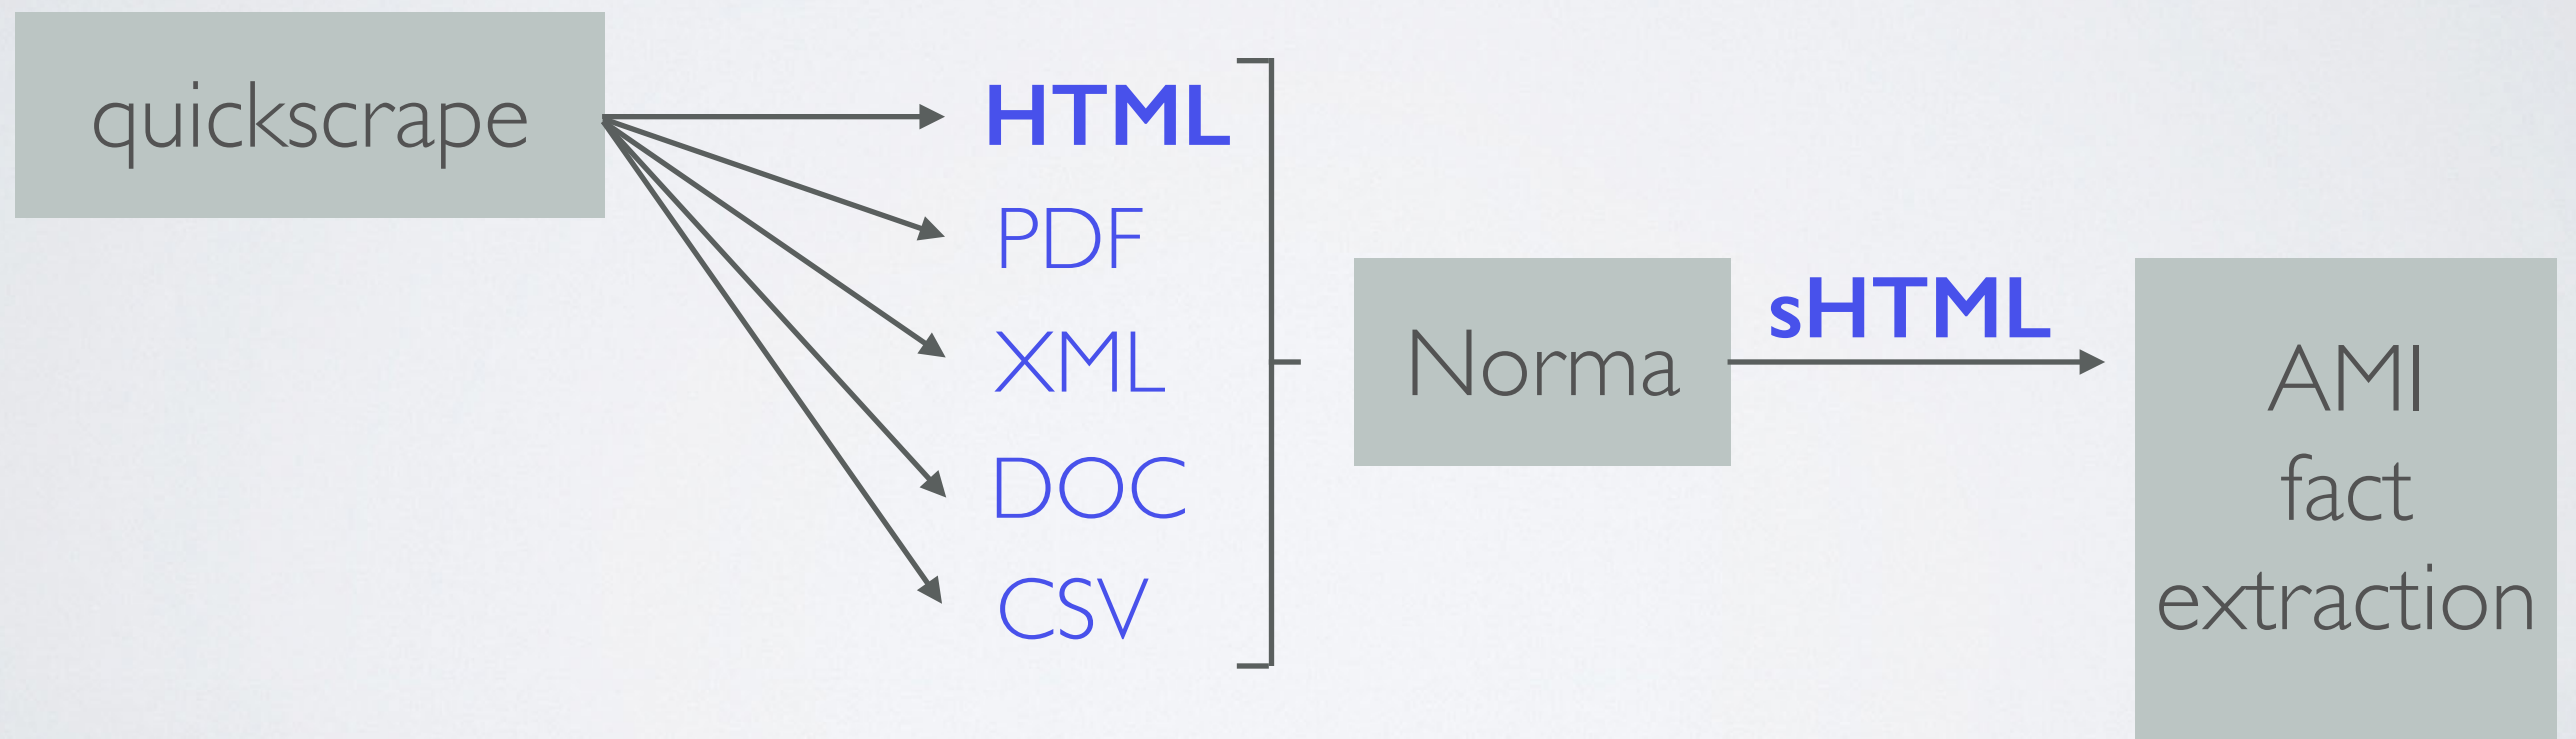 quickscrape
HTML
PDF
XML
DOC
CSV
Norma
sHTML
AMI
fact
extraction